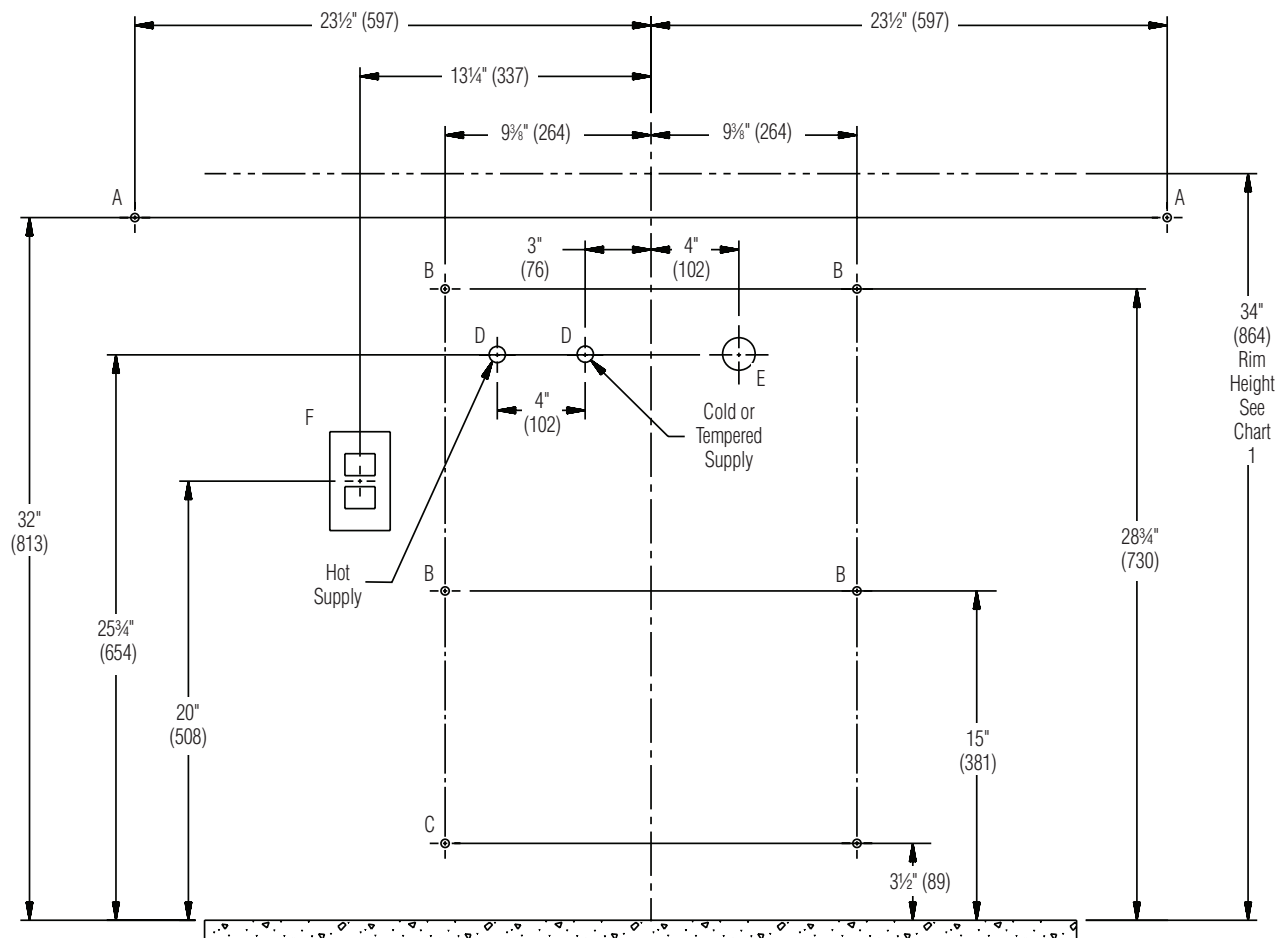 23½" (597)
23½" (597)
13¼" (337)
9⅜" (264)
9⅜" (264)
A
A
3"
(76)
4"
(102)
B
B
34"
(864)
Rim
Height
See
Chart
1
D
D
E
4"
(102)
Cold or
Tempered
Supply
F
32"
(813)
28¾"
(730)
Hot
Supply
B
B
25¾"
(654)
20"
(508)
15"
(381)
C
3½" (89)